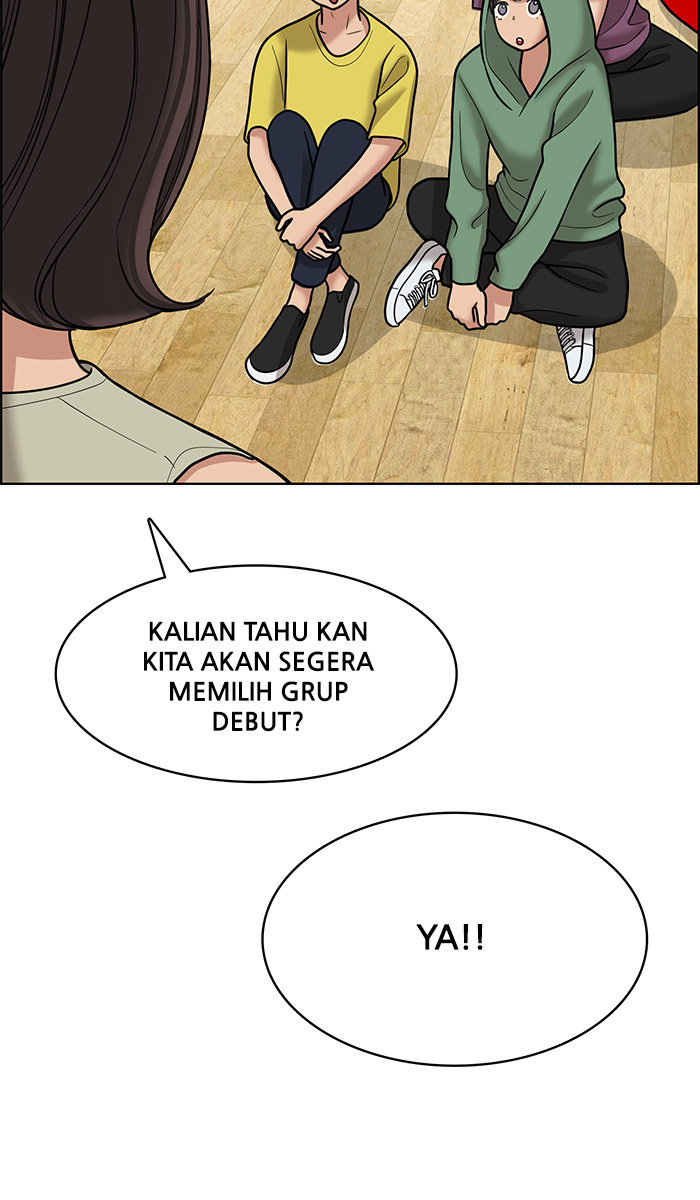 KALIAN TAHU KAN
KITA AKAN SEGERA
MEMILIH GRUP
DEBUT?
YA!!